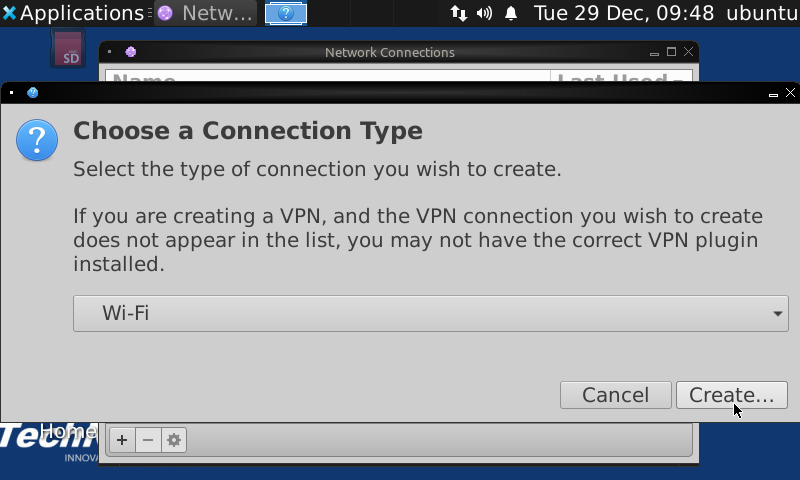 Applications
Netw...
Tue 29 Dec, 09:48 ubuntu
SD
Network Connections
Name
Last Used
Choose a Connection Type
Select the type of connection you wish to create.
If you are creating a VPN, and the VPN connection you wish to create
does not appear in the list, you may not have the correct VPN plugin
installed.
Wi-Fi
Cancel
Create...
Home
INNOVA